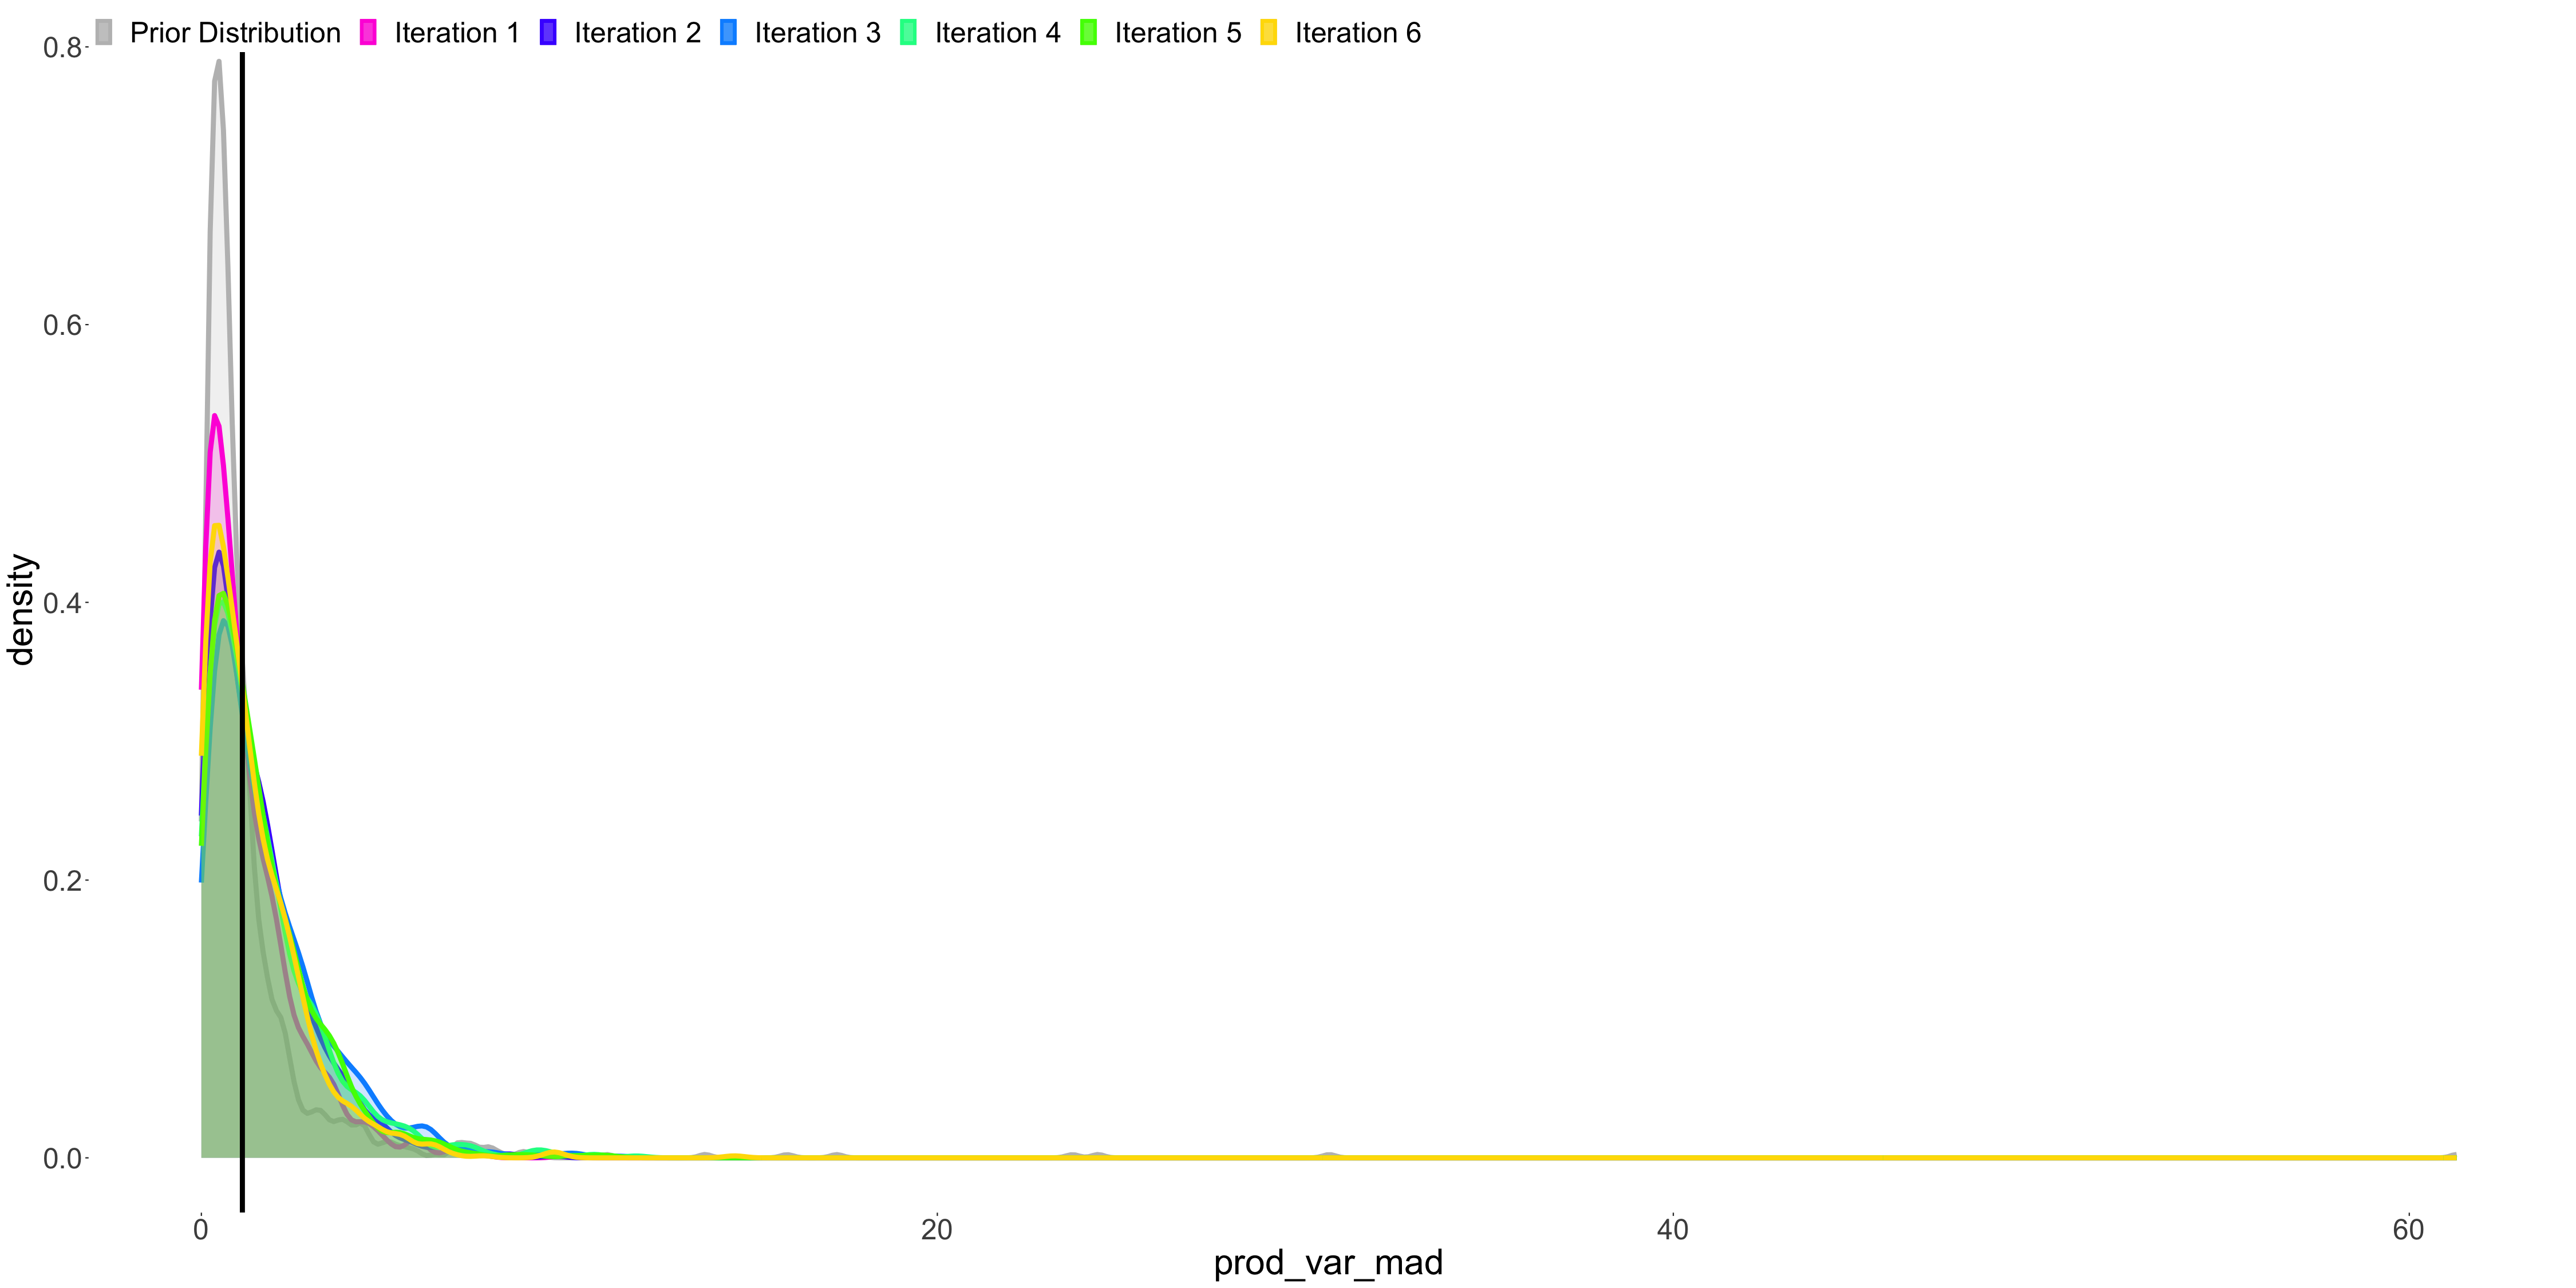 Prior Distribution Iteration 1 Iteration 2 Iteration 3 Iteration 4 Iteration 5 Iteration 6
0.8
0.6
0.4
0.2
0.0
density
0 20 40 60
prod_var_mad